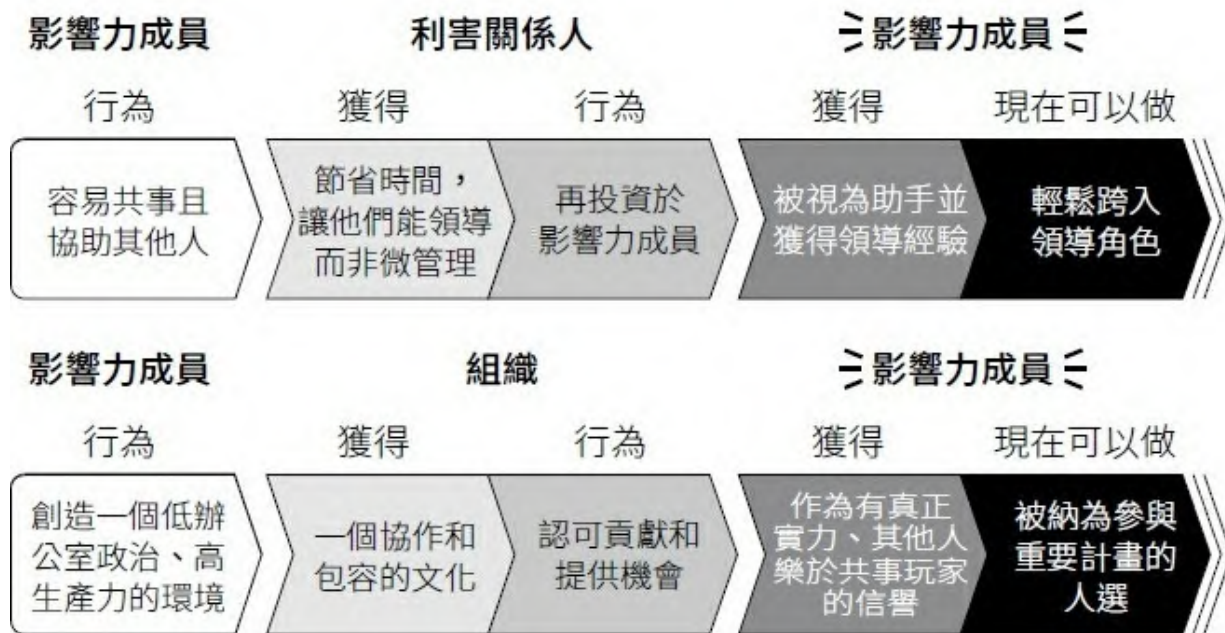 影響力成員 利害關係人 影響力成員
行為 獲得 行為 獲得 現在可以做
容易共事且
協助其他人
節省時間，
讓他們能領導
而非微管理
再投資於
影響力成員
被視為助手並
獲得領導經驗
輕鬆跨入
領導角色
影響力成員 組織 影響力成員
行為 獲得 行為 獲得 現在可以做
創造一個低辦
公室政治、高
生產力的環境
一個協作和
包容的文化
認可貢獻和
提供機會
作為有真正
實力、其他人
樂於共事玩家
的信譽
被納為參與
重要計畫的
人選